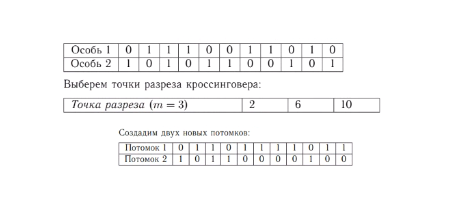 Особь 1 0 1 1 1 0 0 1 1 0 1 0
Особь 2 1 0 1 0 1 1 0 0 1 0 1
Выберем точки разреза кроссинговера:
Точка разреза (m = 3) 2 6 10
Создадим двух новых потомков:
Потомок 1 0 1 1 0 1 1 1 1 0 1 1
Потомок 2 1 0 1 1 0 0 0 0 1 0 0